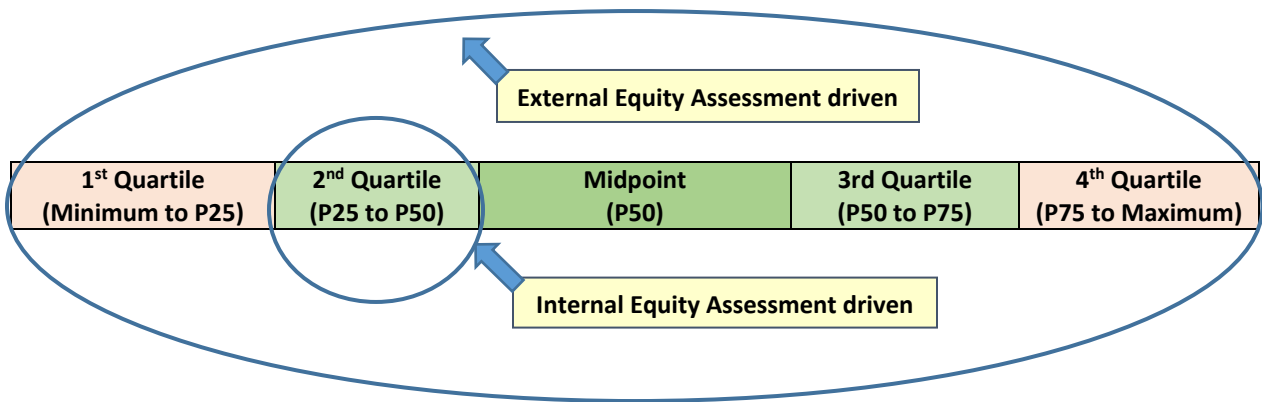 External Equity Assessment driven
1st Quartile
(Minimum to P25)
2nd Quartile
(P25 to P50)
Midpoint
(P50)
3rd Quartile
(P50 to P75)
4th Quartile
(P75 to Maximum)
Internal Equity Assessment driven